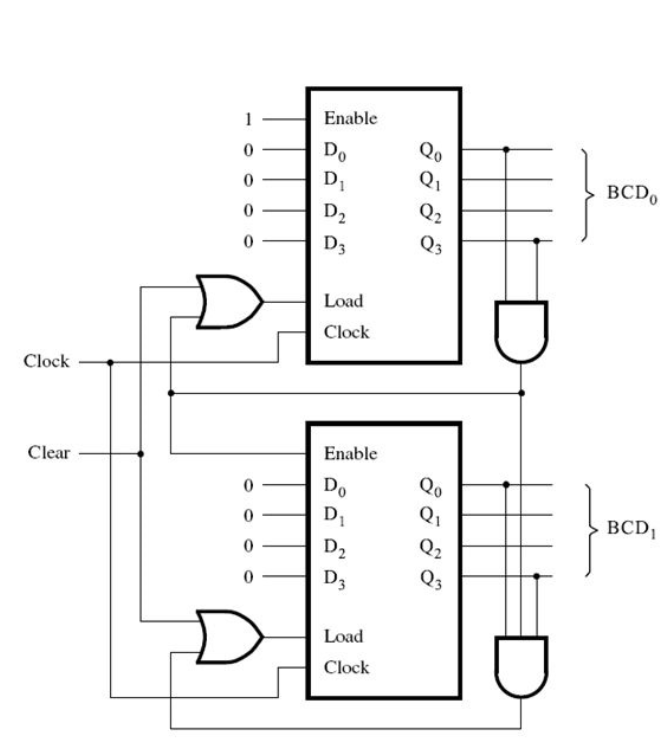 1 Enable
0 D0 Q0
0 D1 Q1
0 D2 Q2
0 D3 Q3
BCD0
Load
Clock
Clock
Clear
Enable
0 D0 Q0
0 D1 Q1
0 D2 Q2
0 D3 Q3
BCD1
Load
Clock